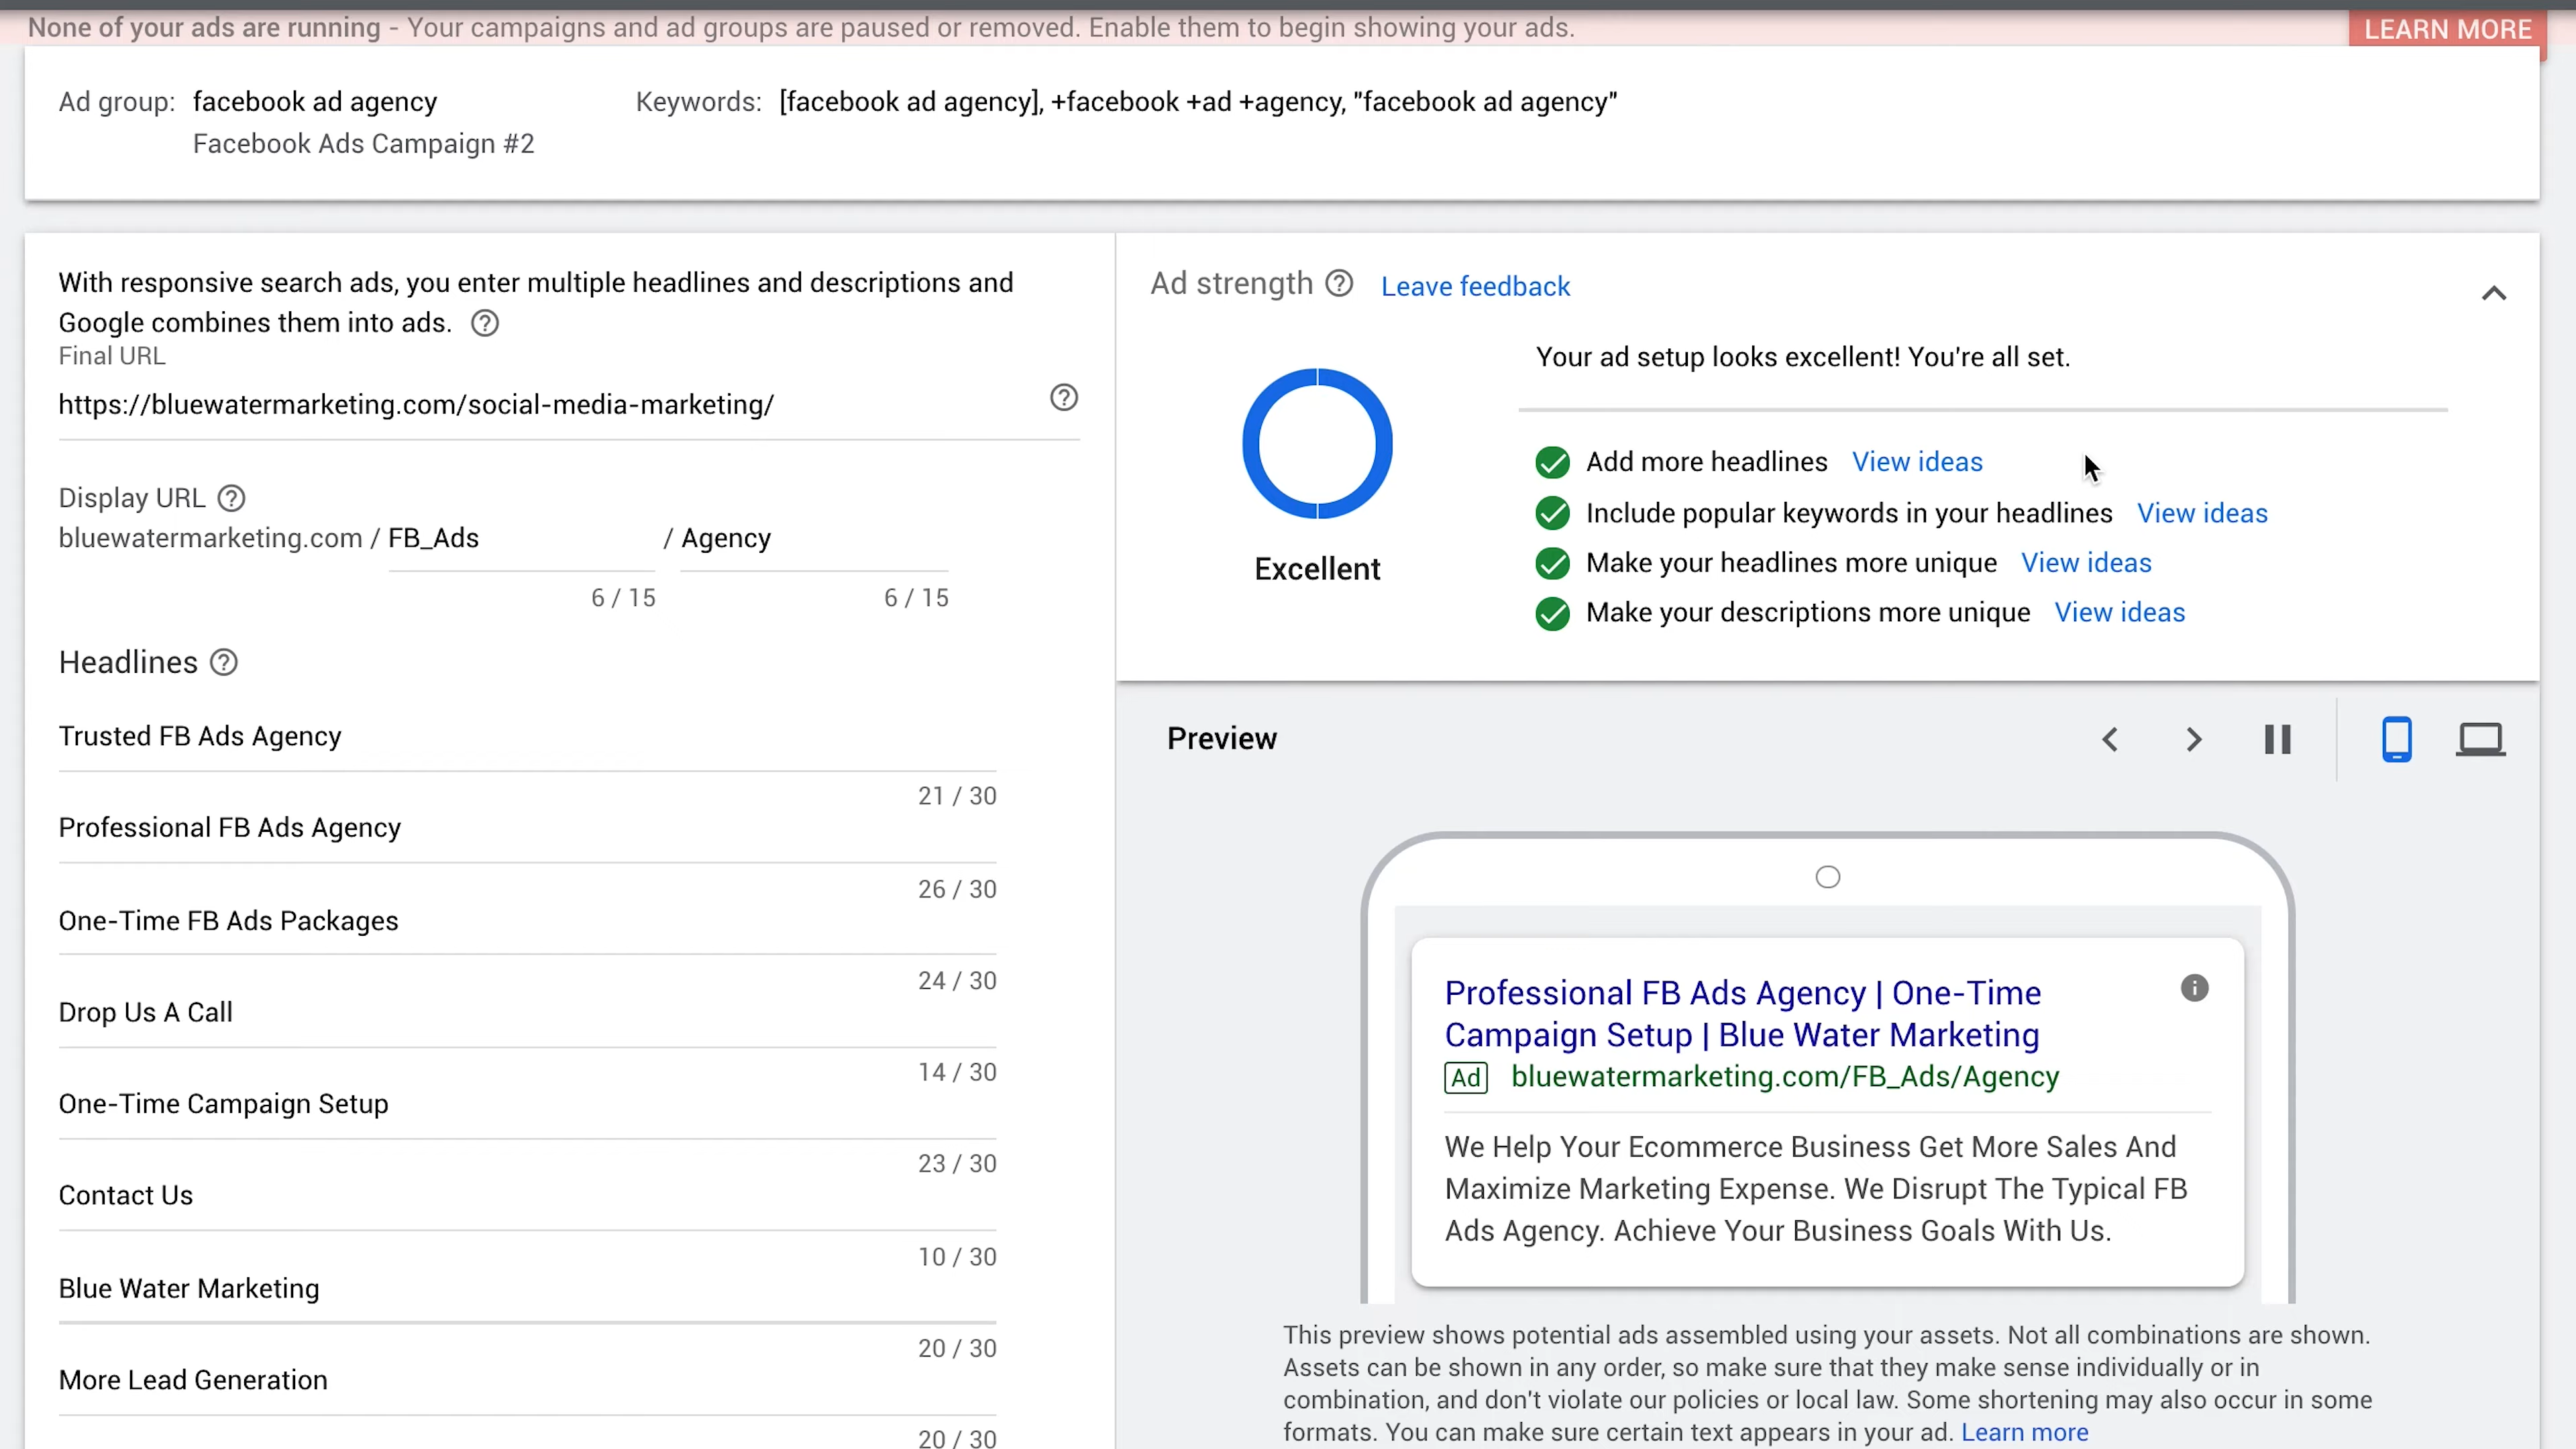 None of your ads are running - Your campaigns and ad groups are paused or removed. Enable them to begin showing your ads.
LEARN MORE
Ad group: facebook ad agency
Facebook Ads Campaign #2
Keywords: [facebook ad agency], +facebook +ad +agency, "facebook ad agency"
With responsive search ads, you enter multiple headlines and descriptions and
Google combines them into ads.
Final URL
https://bluewatermarketing.com/social-media-marketing/
Display URL
bluewatermarketing.com / FB_Ads / Agency
6 / 15
6 / 15
Headlines
Trusted FB Ads Agency
21 / 30
Professional FB Ads Agency
26 / 30
One-Time FB Ads Packages
24 / 30
Drop Us A Call
14 / 30
One-Time Campaign Setup
23 / 30
Contact Us
10 / 30
Blue Water Marketing
20 / 30
More Lead Generation
20 / 30
Ad strength
Leave feedback
Excellent
Your ad setup looks excellent! You're all set.
Add more headlines View ideas
Include popular keywords in your headlines View ideas
Make your headlines more unique View ideas
Make your descriptions more unique View ideas
Preview
Professional FB Ads Agency | One-Time
Campaign Setup | Blue Water Marketing
Ad bluewatermarketing.com/FB_Ads/Agency
We Help Your Ecommerce Business Get More Sales And
Maximize Marketing Expense. We Disrupt The Typical FB
Ads Agency. Achieve Your Business Goals With Us.
This preview shows potential ads assembled using your assets. Not all combinations are shown.
Assets can be shown in any order, so make sure that they make sense individually or in
combination, and don't violate our policies or local law. Some shortening may also occur in some
formats. You can make sure certain text appears in your ad. Learn more